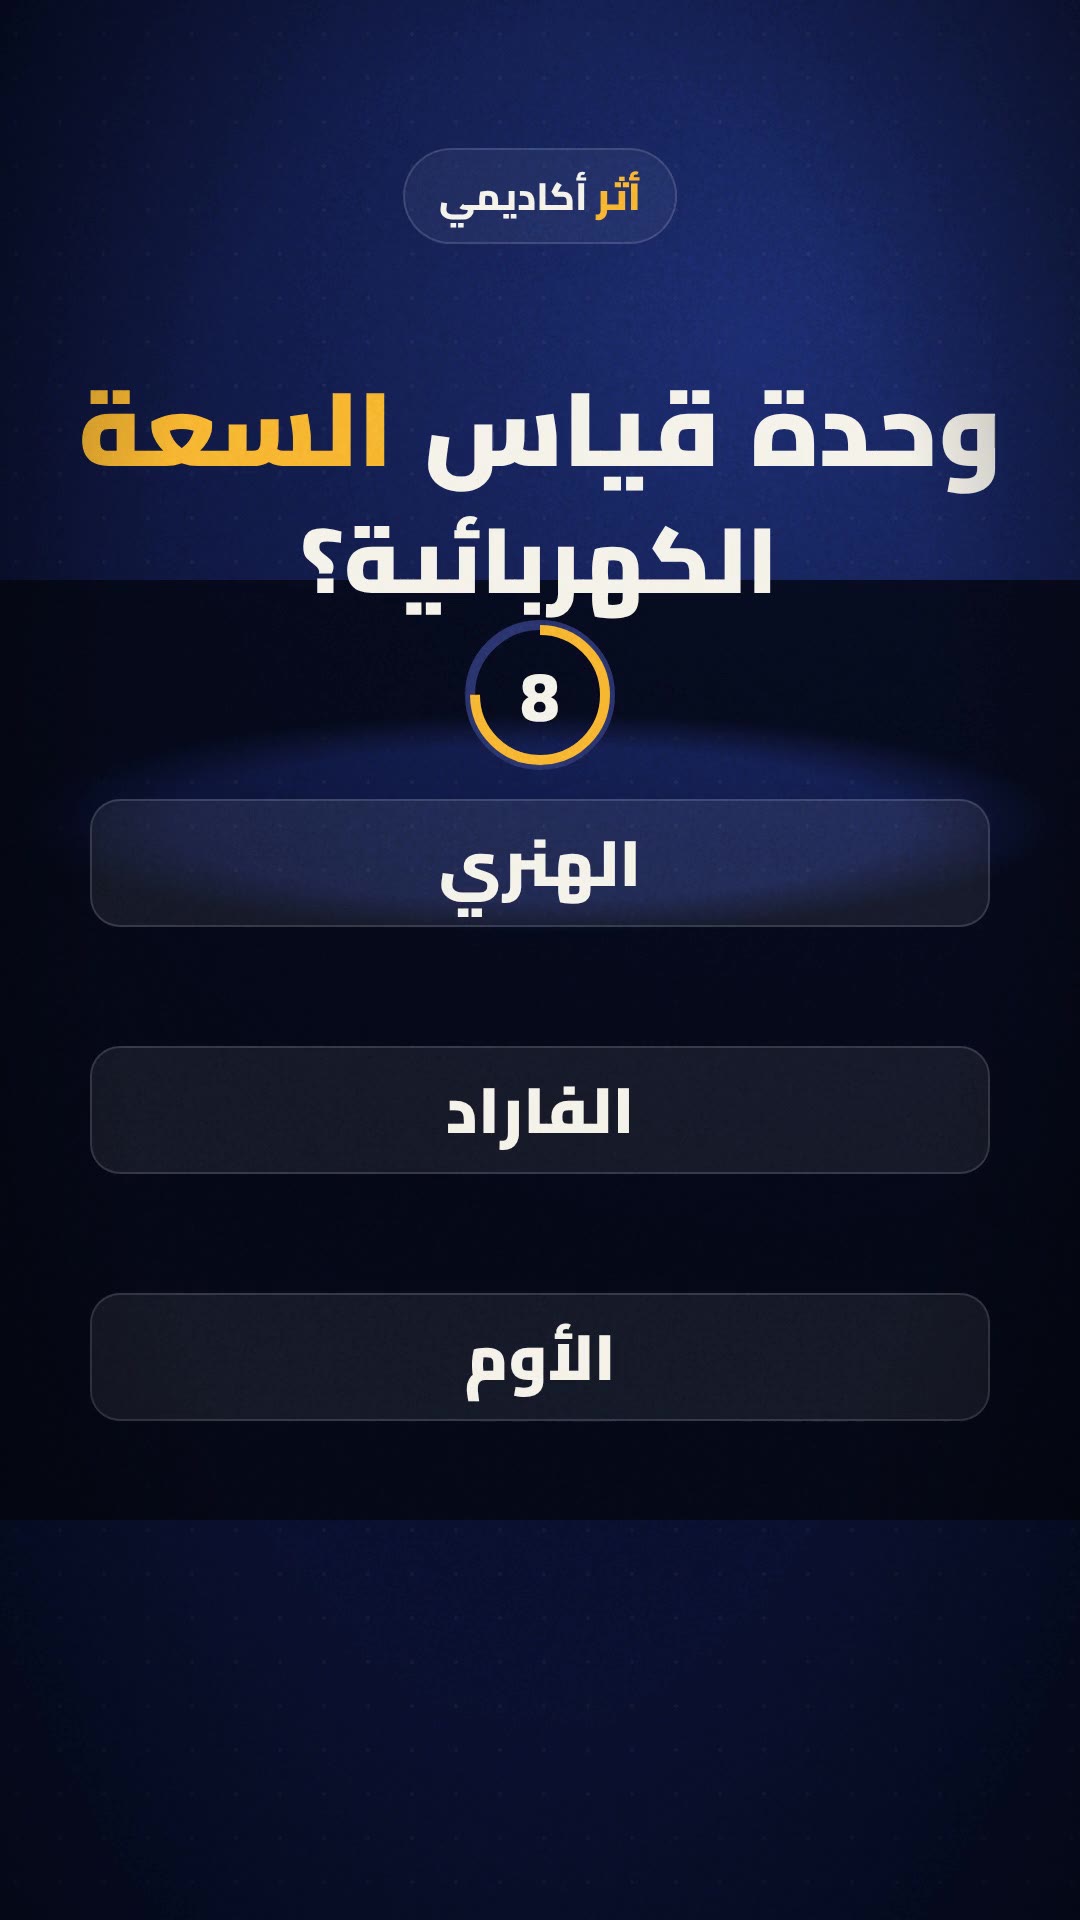 أثر أكاديمي
وحدة قياس السعة
الكهربائية؟
8
الهنري
الفاراد
الأوم